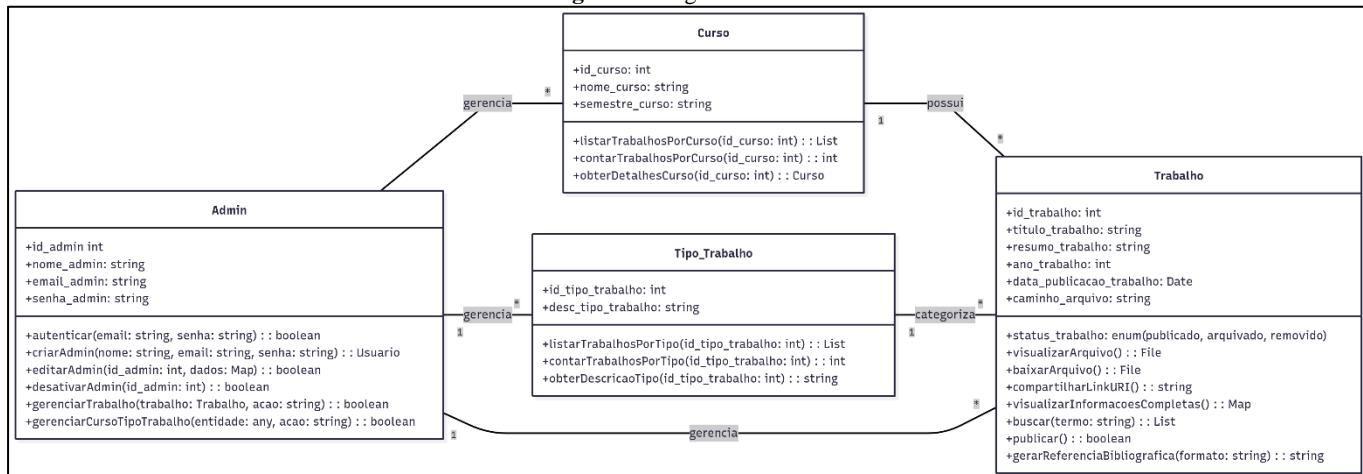 Curso
+id_curso: int
+nome_curso: string
+semestre_curso: string
+listarTrabalhosPorCurso(id_curso: int) : : List
+contarTrabalhosPorCurso(id_curso: int) : : int
+obterDetalhesCurso(id_curso: int) : : Curso
gerencia
*
possui
1
*
Admin
+id_admin int
+nome_admin: string
+email_admin: string
+senha_admin: string
+autenticar(email: string, senha: string) : : boolean
+criarAdmin(nome: string, email: string, senha: string) : : Usuario
+editarAdmin(id_admin: int, dados: Map) : : boolean
+desativarAdmin(id_admin: int) : : boolean
+gerenciarTrabalho(trabalho: Trabalho, acao: string) : : boolean
+gerenciarCursoTipoTrabalho(entidade: any, acao: string) : : boolean
1
gerencia
*
Tipo_Trabalho
+id_tipo_trabalho: int
+desc_tipo_trabalho: string
+listarTrabalhosPorTipo(id_tipo_trabalho: int) : : List
+contarTrabalhosPorTipo(id_tipo_trabalho: int) : : int
+obterDescricaoTipo(id_tipo_trabalho: int) : : string
1
categoriza
*
Trabalho
+id_trabalho: int
+titulo_trabalho: string
+resumo_trabalho: string
+ano_trabalho: int
+data_publicacao_trabalho: Date
+caminho_arquivo: string
+status_trabalho: enum(publicado, arquivado, removido)
+visualizarArquivo() : : File
+baixarArquivo() : : File
+compartilharLinkURI() : : string
+visualizarInformacoesCompletas() : : Map
+buscar(termo: string) : : List
+publicar() : : boolean
+gerarReferenciaBibliografica(formato: string) : : string
1
gerencia
*